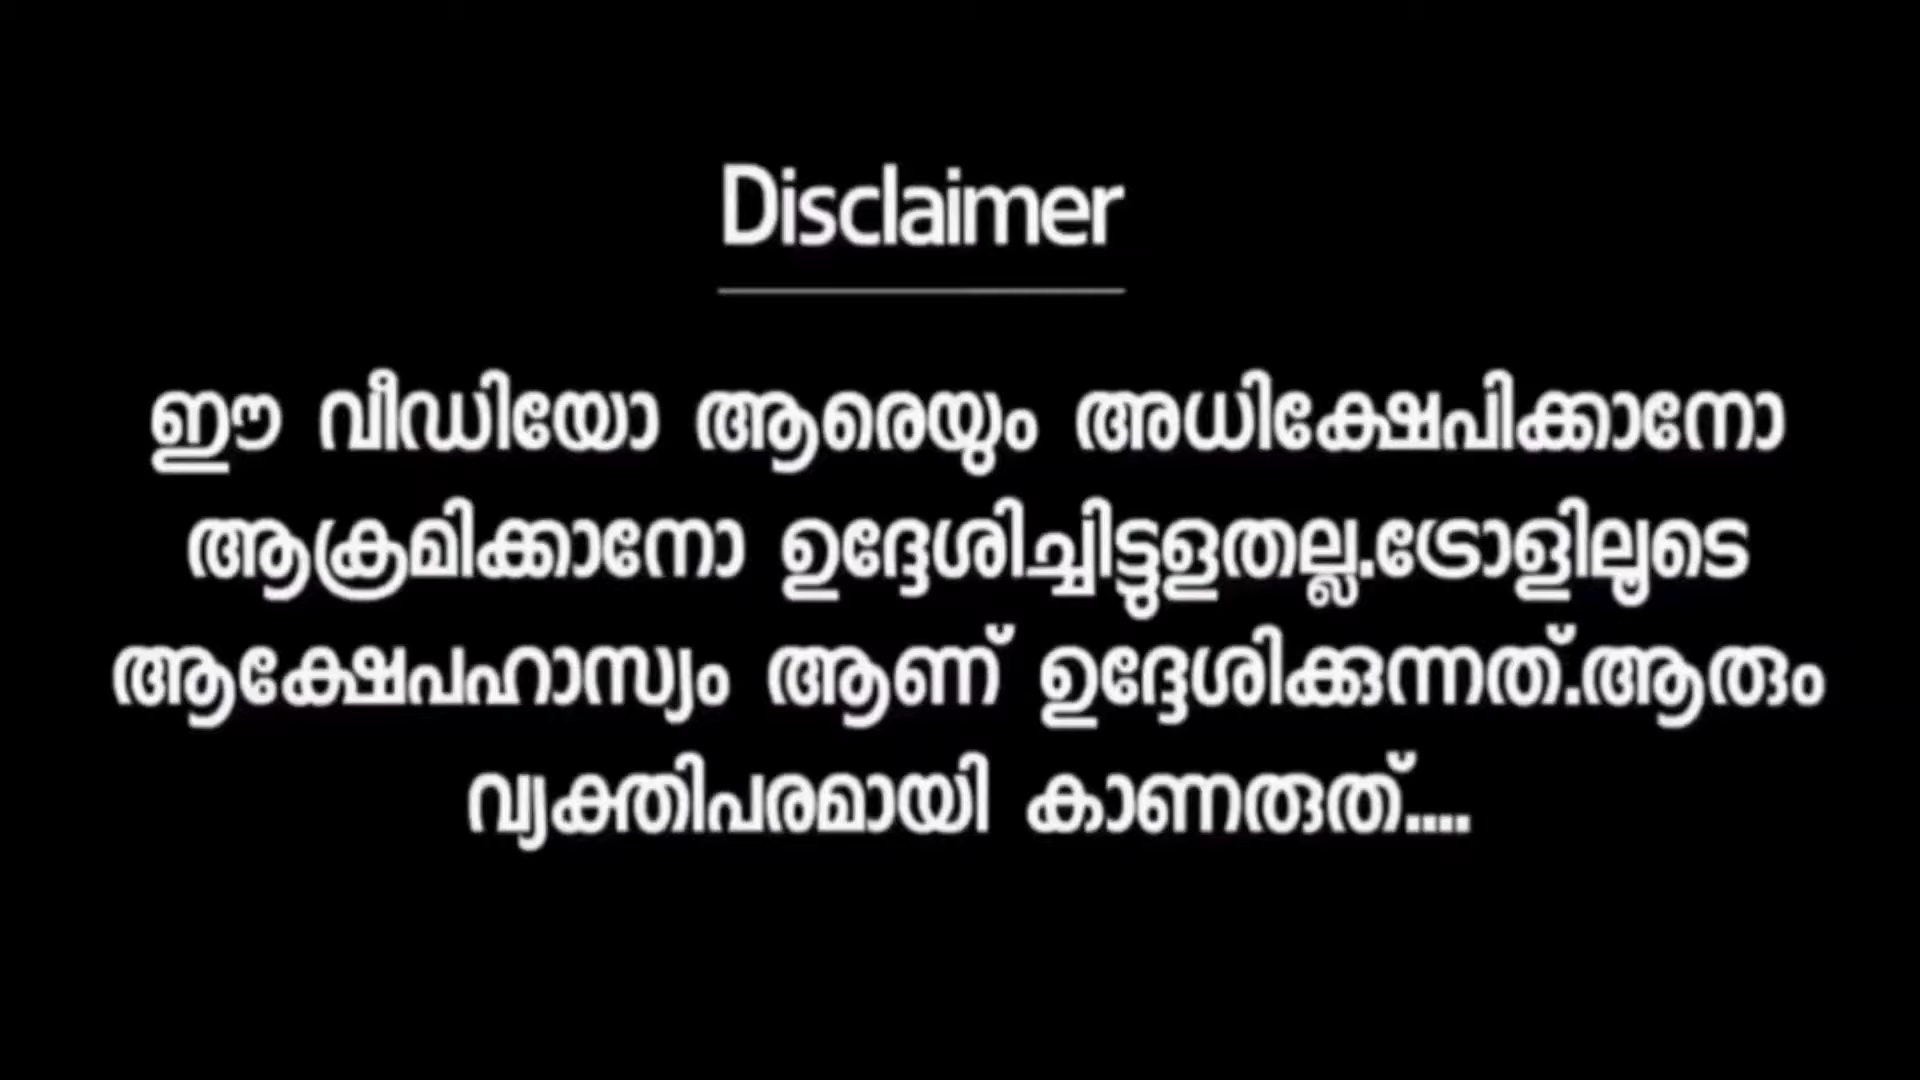 Disclaimer
ഈ വീഡിയോ ആരെയും അധിക്ഷേപിക്കാനോ
ആക്രമിക്കാനോ ഉദ്ദേശിച്ചിട്ടുളതല്ല.ട്രോളിലൂടെ
ആക്ഷേപഹാസ്യം ആണ് ഉദ്ദേശിക്കുന്നത്.ആരും
വ്യക്തിപരമായി കാണരുത്....